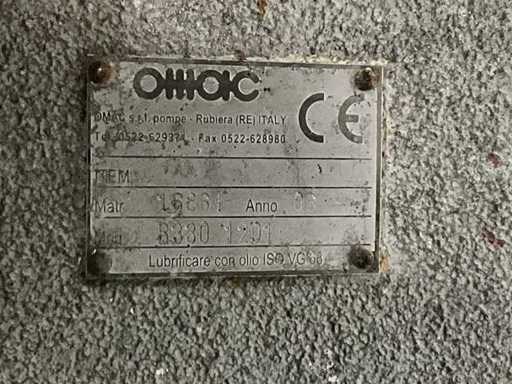 OMAC
OMAC s.r.l. pompe - Rubiera (RE) ITALY
CE
Tel. 0522-629371 - Fax 0522-628980
ITEM
Matr. Anno
B330
Lubrificare con olio ISO VG